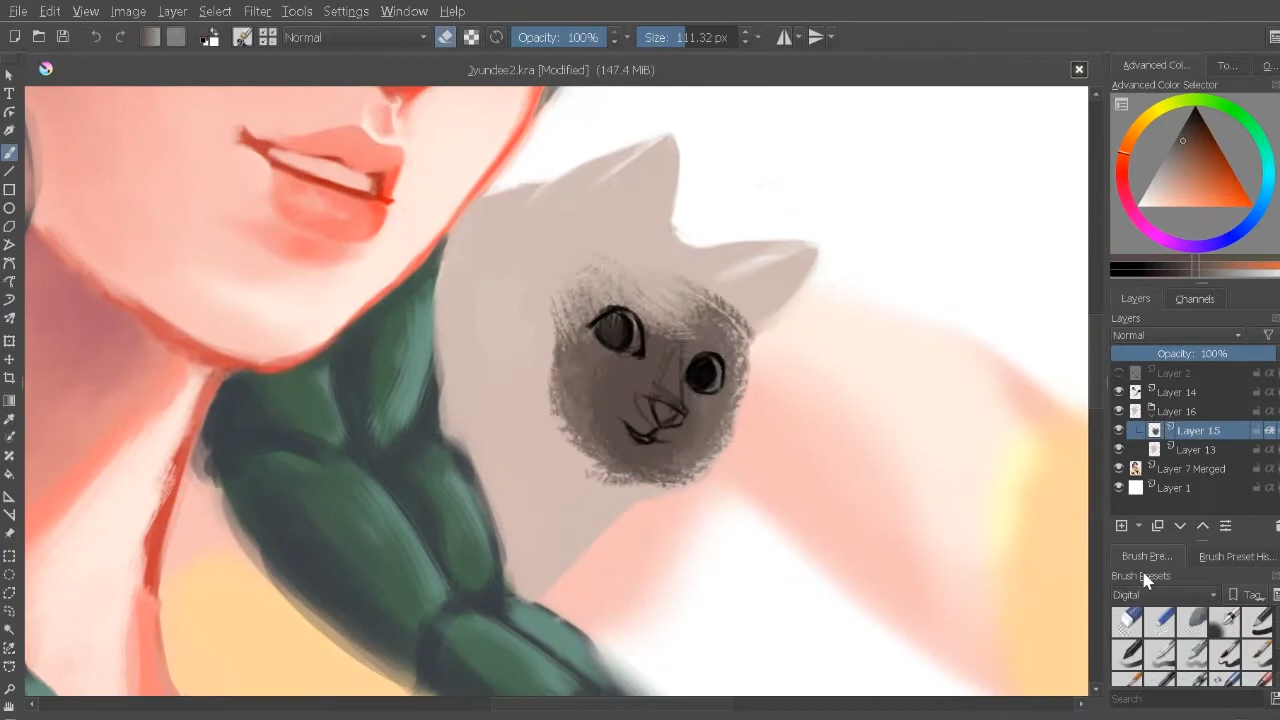 File Edit View Image Layer Select Filter Tools Settings Window Help
Normal Opacity: 100% Size: 111.32 px
Jyundee2.kra [Modified] (147.4 MiB)
Advanced Col... To... O...
Advanced Color Selector
Layers Channels
Layers
Normal
Opacity: 100%
Layer 2
Layer 14
Layer 16
Layer 15
Layer 13
Layer 7 Merged
Layer 1
Brush Pre... Brush Preset His...
Brush Presets
Digital Tag
Search